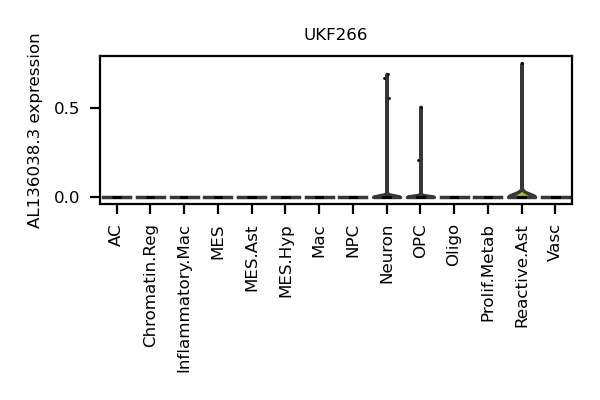 UKF266
AL136038.3 expression
0.5
0.0
AC
Chromatin.Reg
Inflammatory.Mac
MES
MES.Ast
MES.Hyp
Mac
NPC
Neuron
OPC
Oligo
Prolif.Metab
Reactive.Ast
Vasc